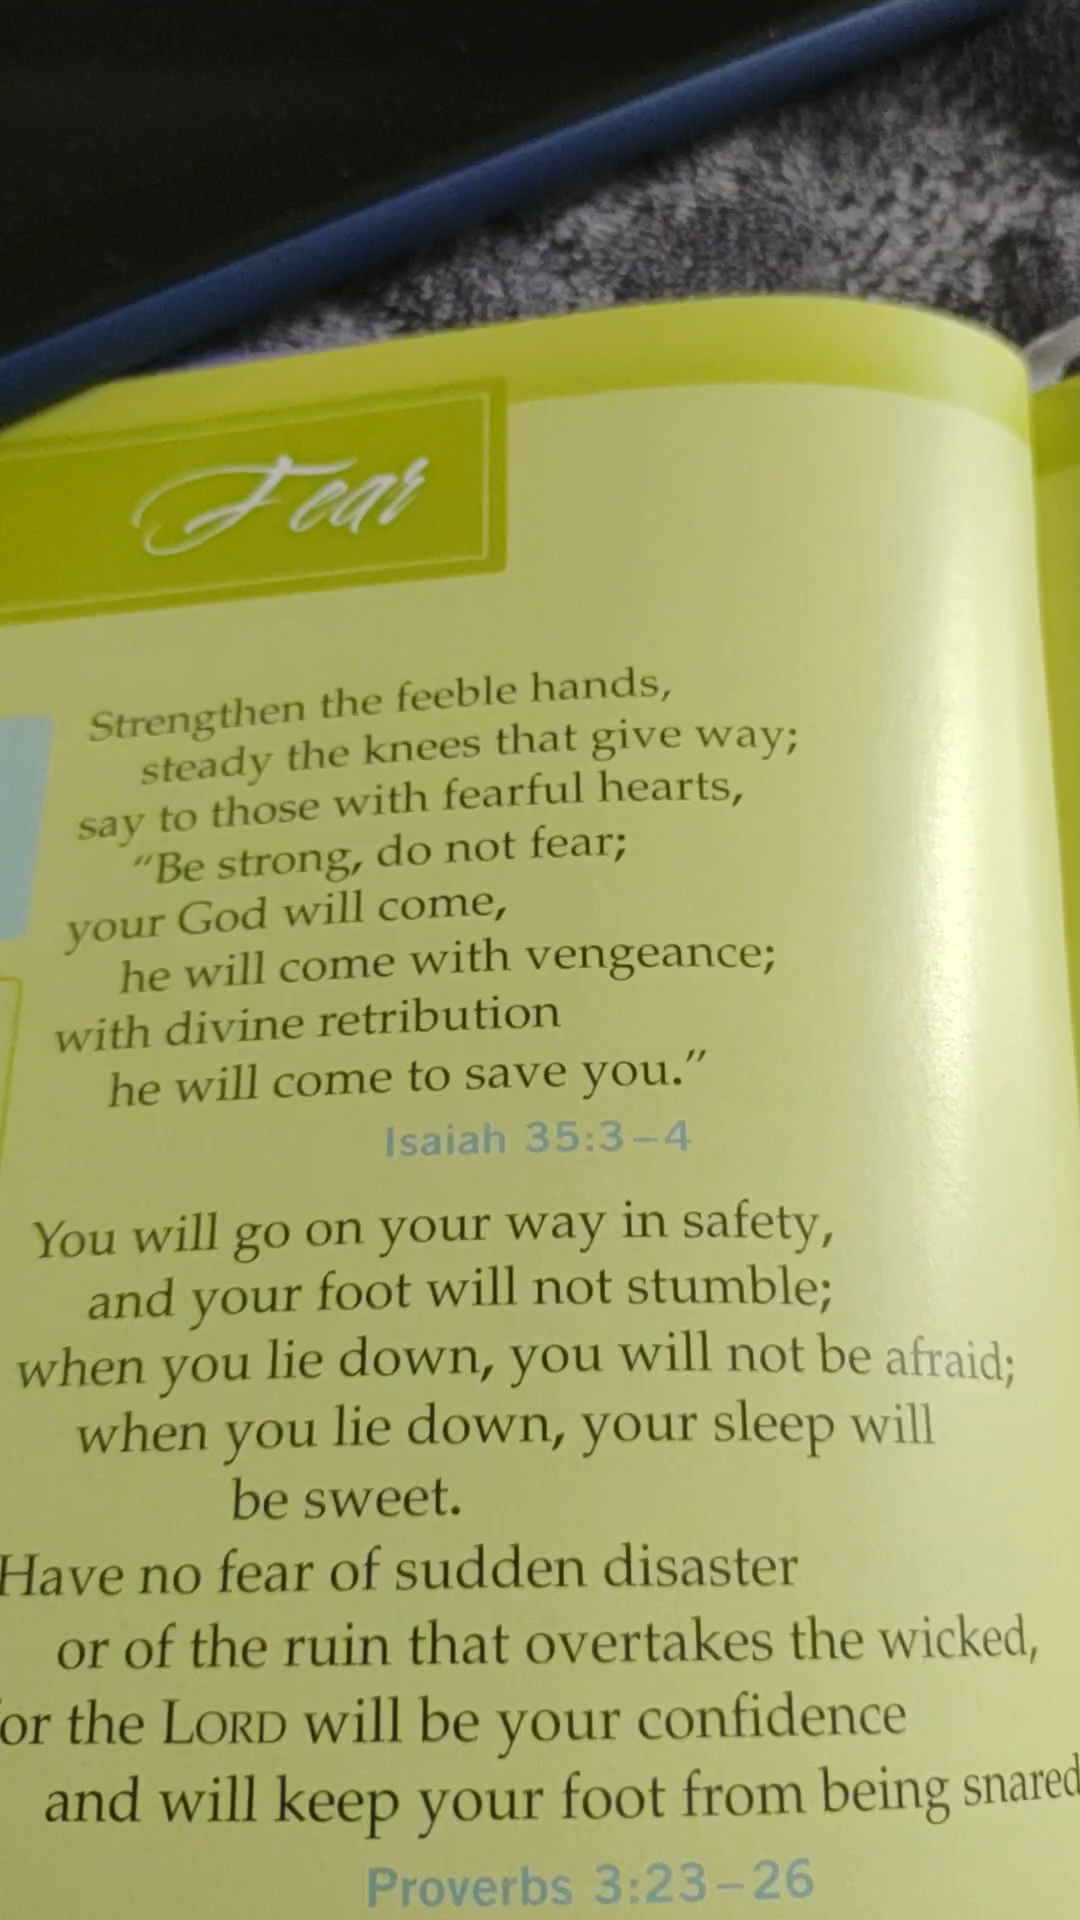 Fear
Strengthen the feeble hands,
steady the knees that give way;
say to those with fearful hearts,
“Be strong, do not fear;
your God will come,
he will come with vengeance;
with divine retribution
he will come to save you.”
Isaiah 35:3–4
You will go on your way in safety,
and your foot will not stumble;
when you lie down, you will not be afraid;
when you lie down, your sleep will
be sweet.
Have no fear of sudden disaster
or of the ruin that overtakes the wicked,
for the LORD will be your confidence
and will keep your foot from being snared
Proverbs 3:23–26